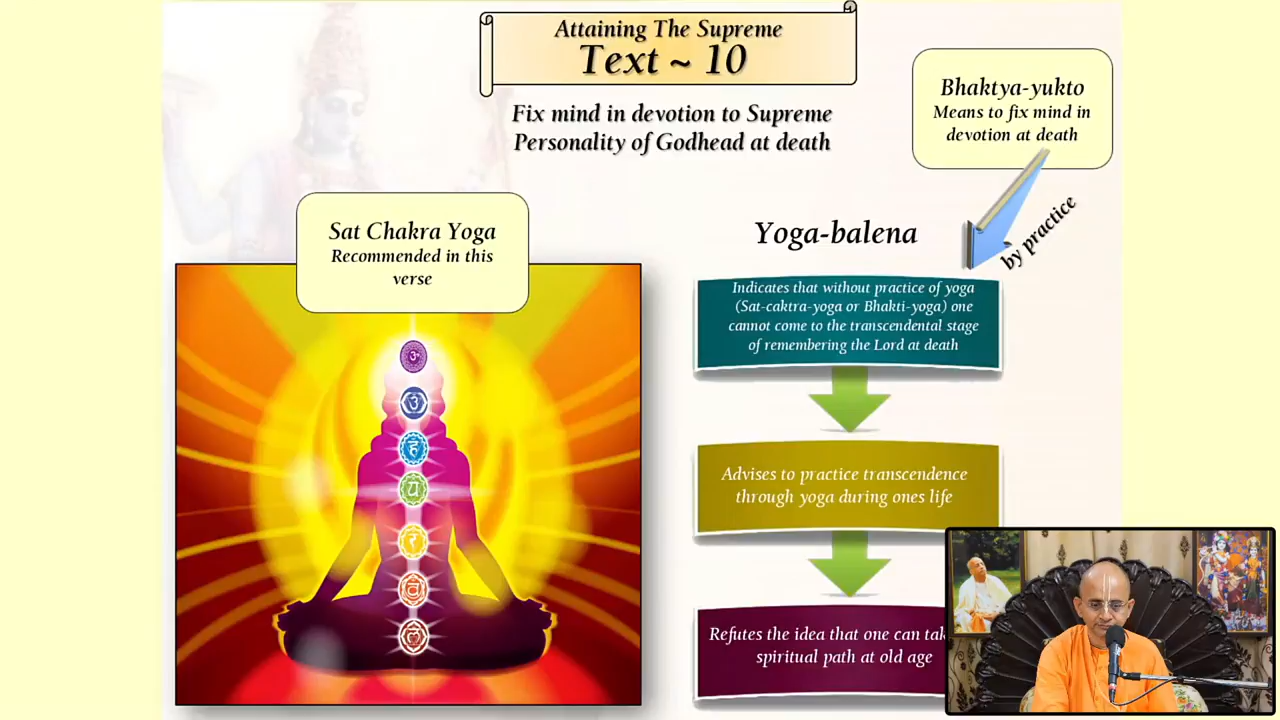 Attaining The Supreme
Text ~ 10
Fix mind in devotion to Supreme
Personality of Godhead at death
Bhaktya-yukto
Means to fix mind in
devotion at death
by practice
Sat Chakra Yoga
Recommended in this
verse
ॐ
ॐ
हं
यं
रं
वं
लं
Yoga-balena
Indicates that without practice of yoga
(Sat-caktra-yoga or Bhakti-yoga) one
cannot come to the transcendental stage
of remembering the Lord at death
Advises to practice transcendence
through yoga during ones life
Refutes the idea that one can
spiritual path at old age